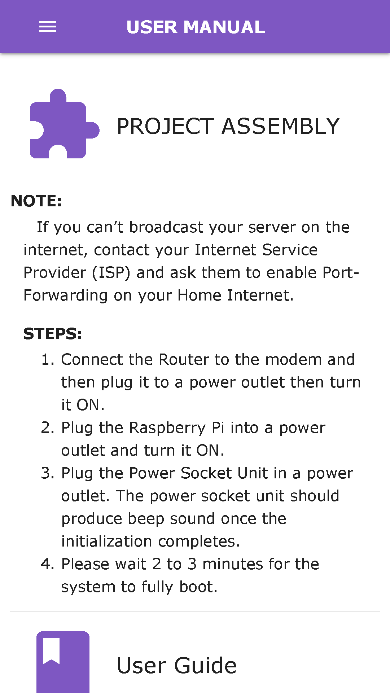 USER MANUAL
PROJECT ASSEMBLY
NOTE:
If you can’t broadcast your server on the
internet, contact your Internet Service
Provider (ISP) and ask them to enable Port-
Forwarding on your Home Internet.
STEPS:
1. Connect the Router to the modem and
then plug it to a power outlet then turn
it ON.
2. Plug the Raspberry Pi into a power
outlet and turn it ON.
3. Plug the Power Socket Unit in a power
outlet. The power socket unit should
produce beep sound once the
initialization completes.
4. Please wait 2 to 3 minutes for the
system to fully boot.
User Guide